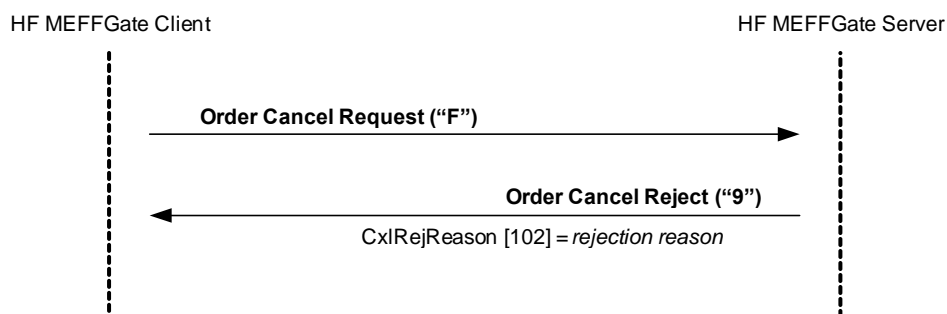 HF MEFFGate Client
HF MEFFGate Server
Order Cancel Request (“F”)
Order Cancel Reject (“9”)
CxlRejReason [102] = rejection reason